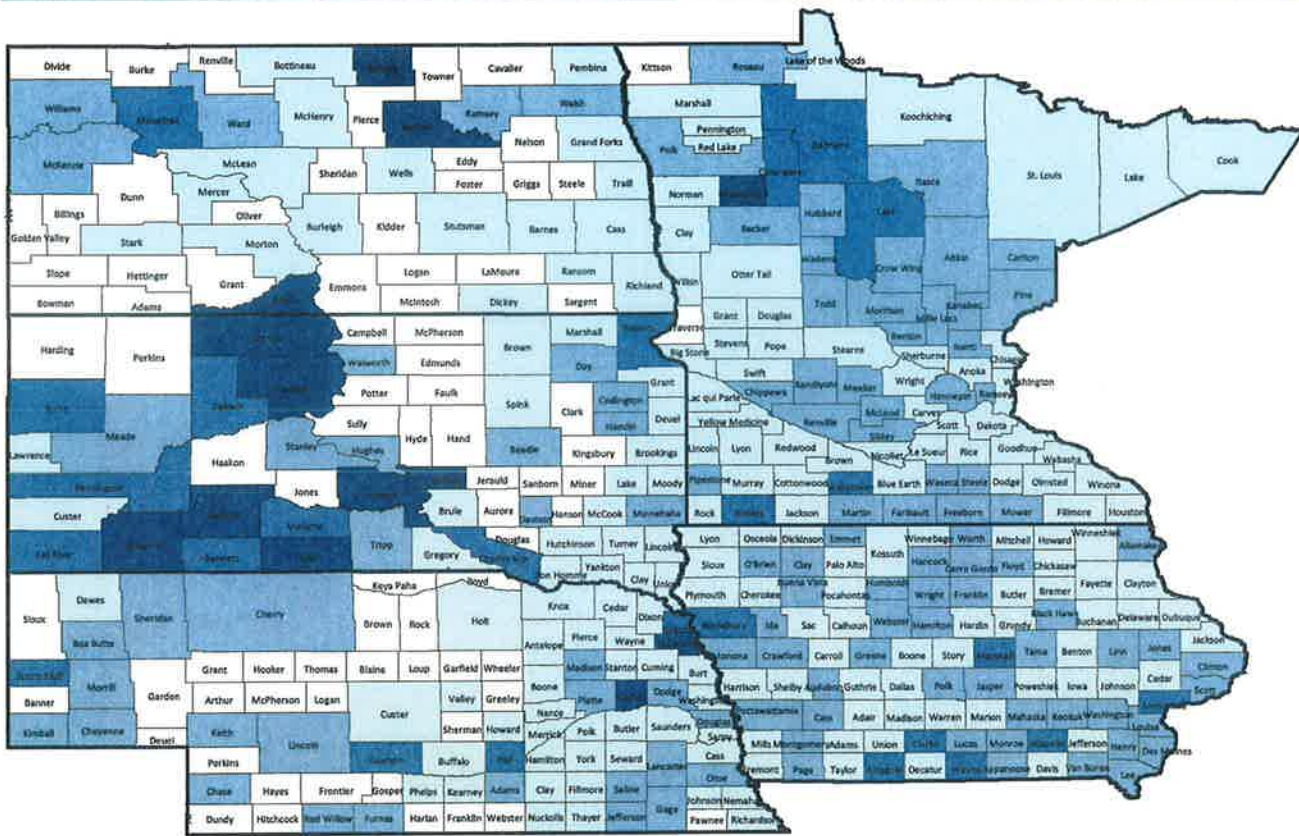 Divide Burke Renville Bottineau Towner Cavalier Pembina Kittson Roseau Lake of the Woods
Williams Mountrail Ward McHenry Pierce Ramsey Walsh Marshall Koochiching
McKenzie McLean Sheridan Wells Eddy Nelson Grand Forks Polk Pennington Red Lake Beltrami Itasca St. Louis Lake Cook
Dunn Mercer Foster Griggs Steele Traill Norman Hubbard Cass
Billings Oliver Burleigh Kidder Stutsman Barnes Cass Clay Becker
Golden Valley Stark Morton Wadena Crow Wing Aitkin Carlton
Slope Hettinger Grant Emmons Logan LaMoure Ransom Richland Wilkin Otter Tail
Bowman Adams McIntosh Dickey Sargent Todd Morrison Mille Lacs Kanabec Pine
Harding Perkins Campbell McPherson Brown Marshall Traverse Grant Douglas Benton Isanti
Walworth Edmunds Day Big Stone Stevens Pope Stearns Sherburne Anoka Chisago
Potter Faulk Spink Grant Swift Kandiyohi Meeker Wright Hennepin Ramsey Washington
Butte Meade Sully Clark Codington Hamlin Deuel Lac qui Parle Chippewa McLeod Carver Scott Dakota
Lawrence Haakon Stanley Hughes Hyde Hand Beadle Kingsbury Brookings Yellow Medicine Renville Sibley
Lincoln Lyon Redwood Brown Nicollet Le Sueur Rice Goodhue Wabasha
Pennington Jones Jerauld Sanborn Miner Lake Moody Pipestone Murray Cottonwood Blue Earth Waseca Steele Dodge Olmsted Winona
Custer Brule Aurore Davison Hanson McCook Minnehaha Rock Jackson Martin Faribault Freeborn Mower Fillmore Houston
Fall River Bennett Tripp Gregory Douglas Hutchinson Turner Lincoln
Bon Homme Yankton Clay Union
Lyon Osceola Dickinson Emmet Kossuth Winnebago Worth Mitchell Howard Winneshiek Allamakee
Sioux O'Brien Clay Palo Alto Hancock Cerro Gordo Floyd Chickasaw Fayette Clayton
Plymouth Cherokee Buena Vista Pocahontas Humboldt Wright Franklin Butler Bremer
Woodbury Ida Sac Calhoun Webster Hamilton Hardin Grundy Black Hawk Buchanan Delaware Dubuque
Monona Crawford Carroll Greene Boone Story Marshall Tama Benton Linn Jones Jackson
Harrison Shelby Audubon Guthrie Dallas Polk Jasper Poweshiek Iowa Johnson Cedar Clinton Scott
Pottawattamie Cass Adair Madison Warren Marion Mahaska Keokuk Washington Louisa
Mills Montgomery Adams Union Clarke Lucas Monroe Wapello Jefferson Henry Des Moines
Fremont Page Taylor Ringgold Decatur Wayne Appanoose Davis Van Buren Lee
Sioux Dawes Sheridan Cherry Keya Paha Boyd Knox Cedar Dixon
Box Butte Brown Rock Holt Antelope Pierce Wayne
Scotts Bluff Morrill Garden Grant Hooker Thomas Blaine Loup Garfield Wheeler Madison Stanton Cuming Burt
Banner Arthur McPherson Logan Custer Valley Greeley Boone Platte Dodge Washington
Kimball Cheyenne Deuel Keith Lincoln Sherman Howard Nance Merrick Polk Butler Saunders Douglas Sarpy
Perkins Dawson Buffalo Hall Hamilton York Seward Lancaster Cass Otoe
Chase Hayes Frontier Gosper Phelps Kearney Adams Clay Fillmore Saline Gage Johnson Nemaha
Dundy Hitchcock Red Willow Furnas Harlan Franklin Webster Nuckolls Thayer Jefferson Pawnee Richardson